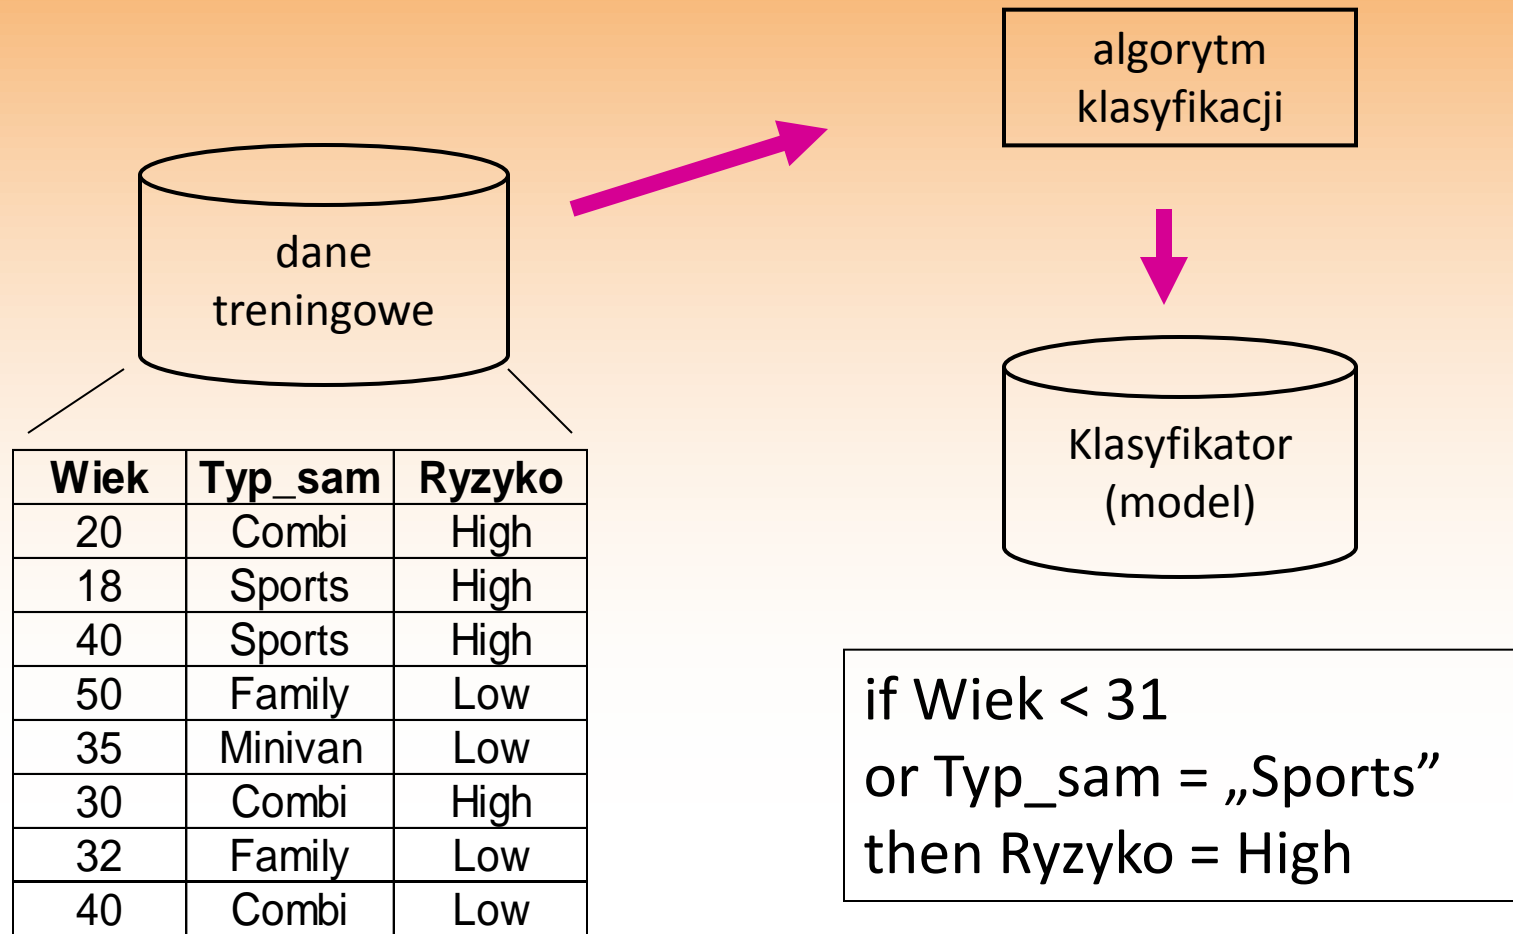 algorytm
klasyfikacji
dane
treningowe
Klasyfikator
(model)
Wiek Typ_sam Ryzyko
20 Combi High
18 Sports High
40 Sports High
50 Family Low
35 Minivan Low
30 Combi High
32 Family Low
40 Combi Low
if Wiek < 31
or Typ_sam = „Sports”
then Ryzyko = High